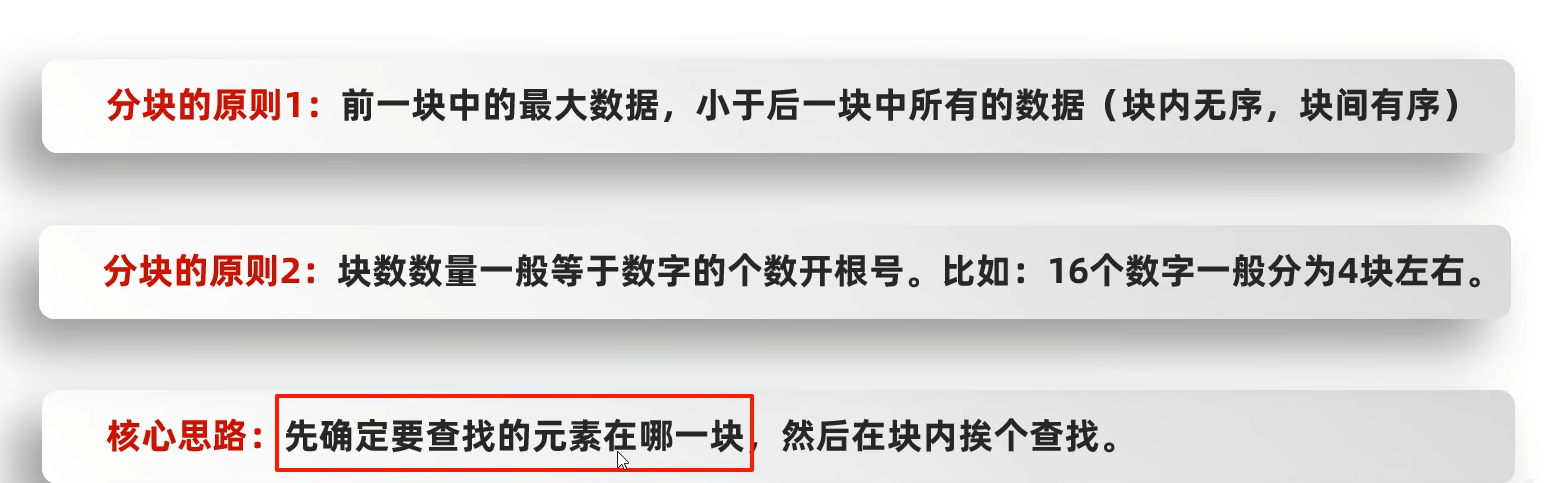 分块的原则1：前一块中的最大数据，小于后一块中所有的数据（块内无序，块间有序）
分块的原则2：块数数量一般等于数字的个数开根号。比如：16个数字一般分为4块左右。
核心思路：先确定要查找的元素在哪一块，然后在块内挨个查找。